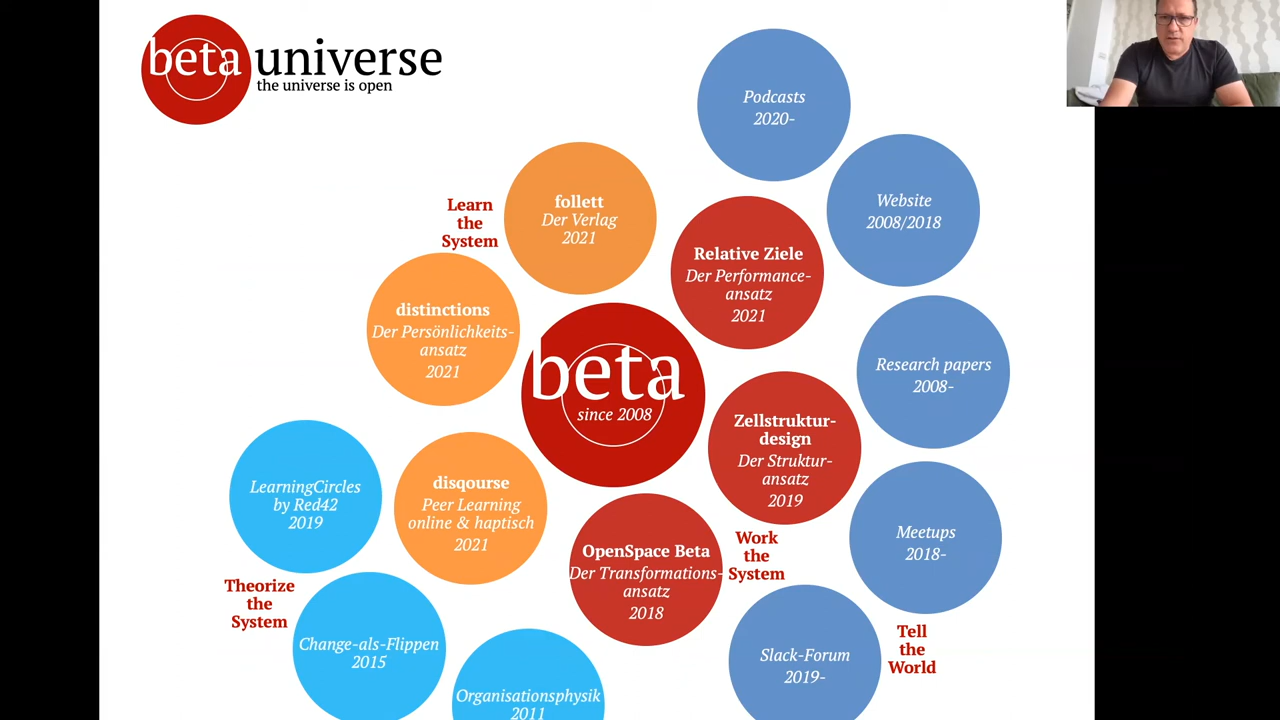 beta universe
the universe is open
Podcasts
2020-
Website
2008/2018
follett
Der Verlag
2021
Learn
the
System
Relative Ziele
Der Performance-
ansatz
2021
distinctions
Der Persönlichkeits-
ansatz
2021
beta
since 2008
Research papers
2008-
Zellstruktur-
design
Der Struktur-
ansatz
2019
LearningCircles
by Red42
2019
disqourse
Peer Learning
online & haptisch
2021
OpenSpace Beta
Der Transformations-
ansatz
2018
Work
the
System
Meetups
2018-
Theorize
the
System
Change-als-Flippen
2015
Organisationsphysik
2011
Slack-Forum
2019-
Tell
the
World